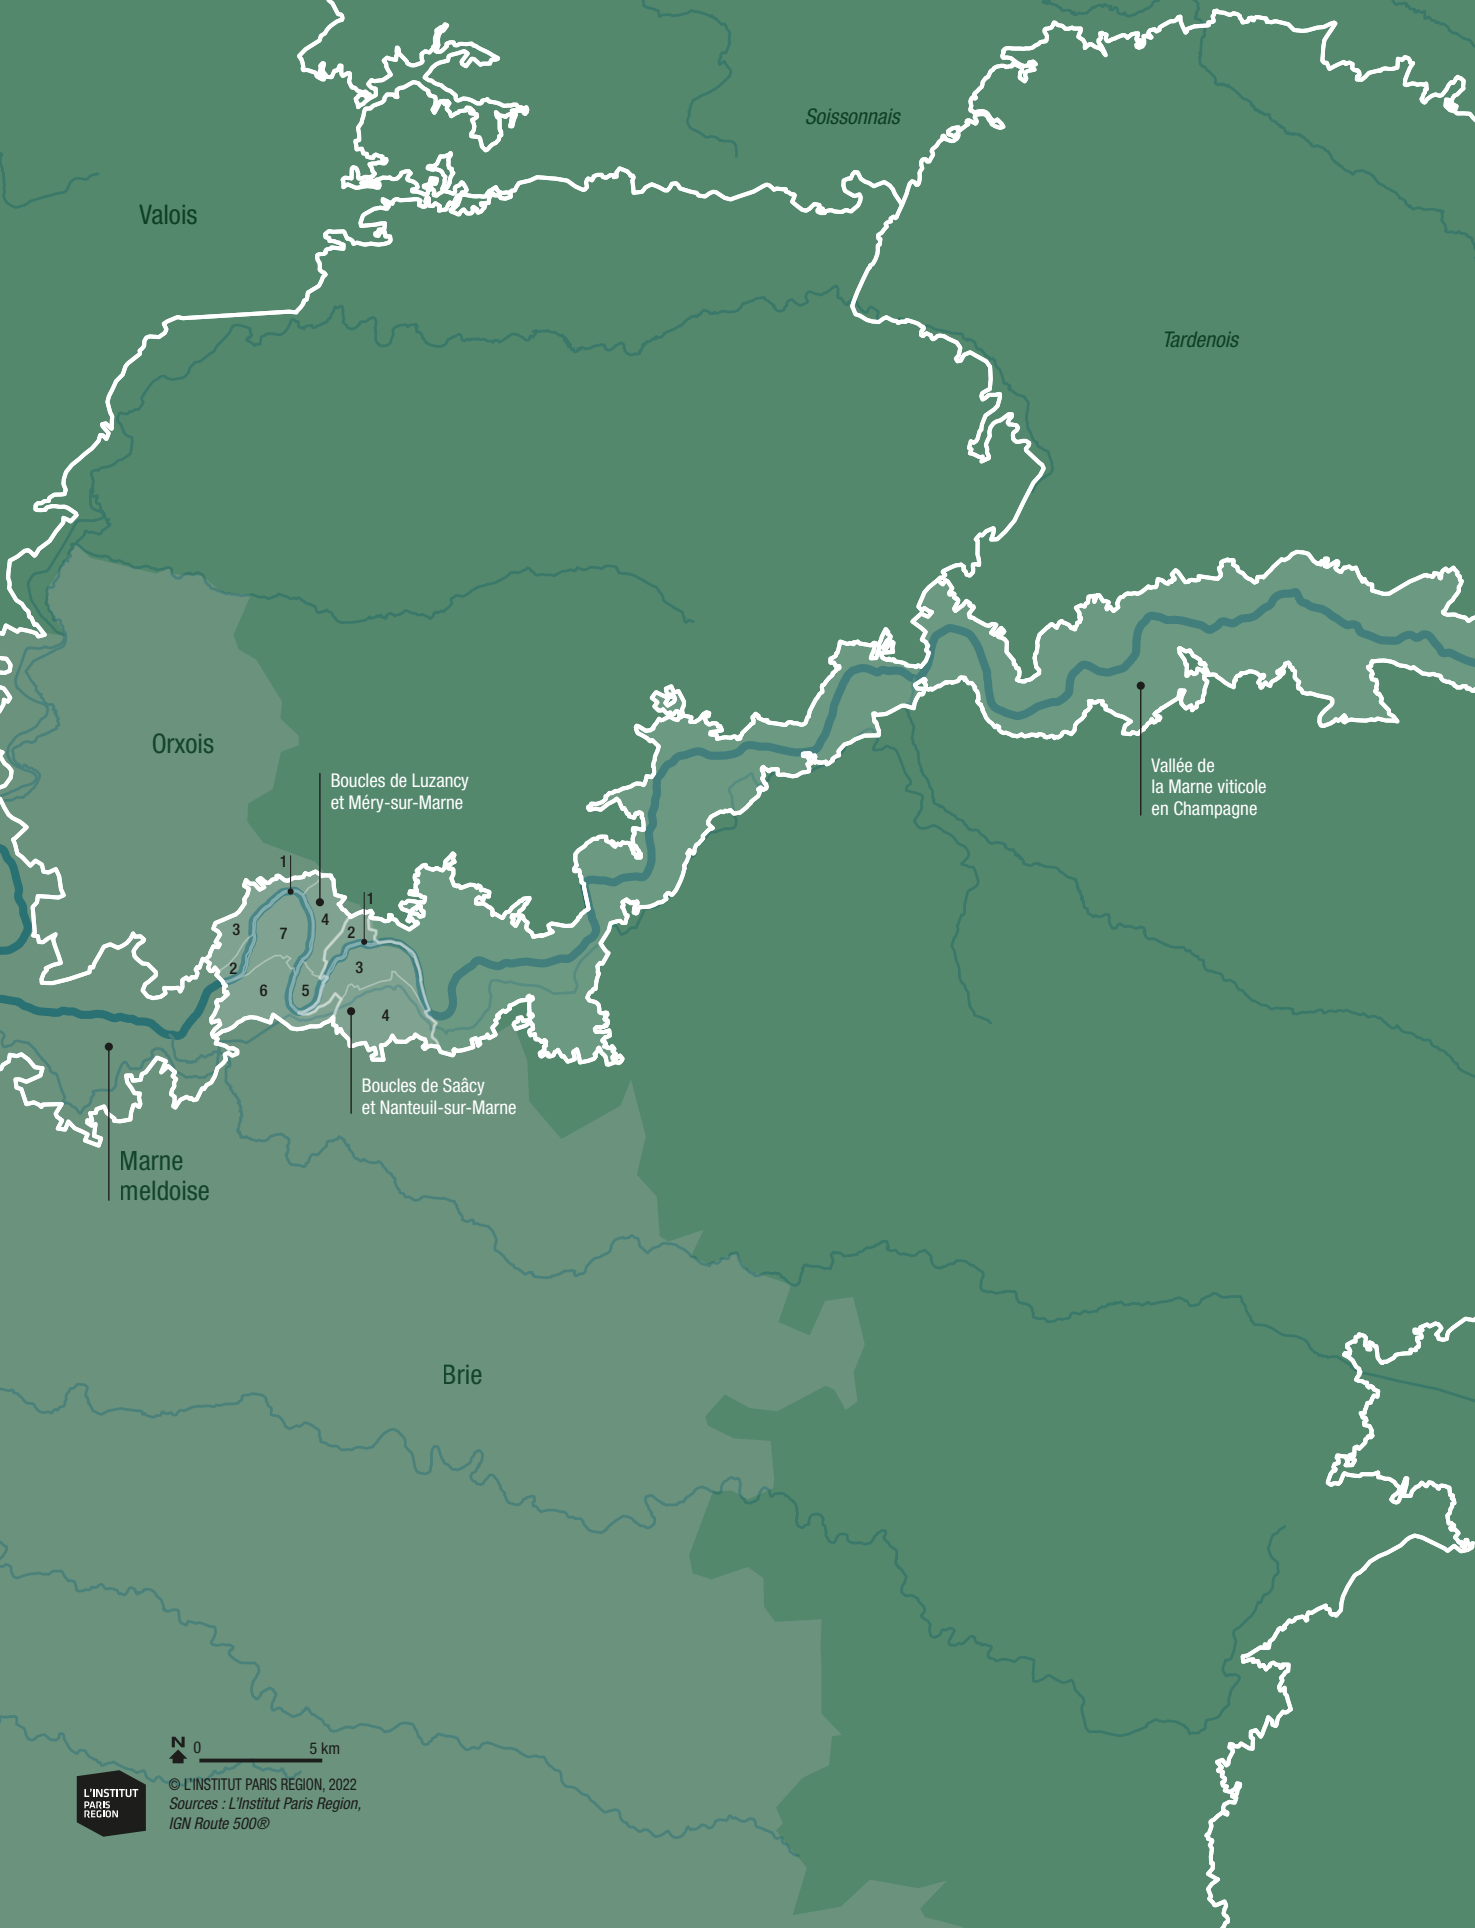 Soissonnais
Valois
Tardenois
Orxois
Boucles de Luzancy
et Méry-sur-Marne
Vallée de
la Marne viticole
en Champagne
1
1
3
7
4
2
2
3
6
5
4
Boucles de Saâcy
et Nanteuil-sur-Marne
Marne
meldoise
Brie
N
0
5 km
© L'INSTITUT PARIS REGION, 2022
Sources : L'Institut Paris Region,
IGN Route 500®
L'INSTITUT
PARIS
REGION